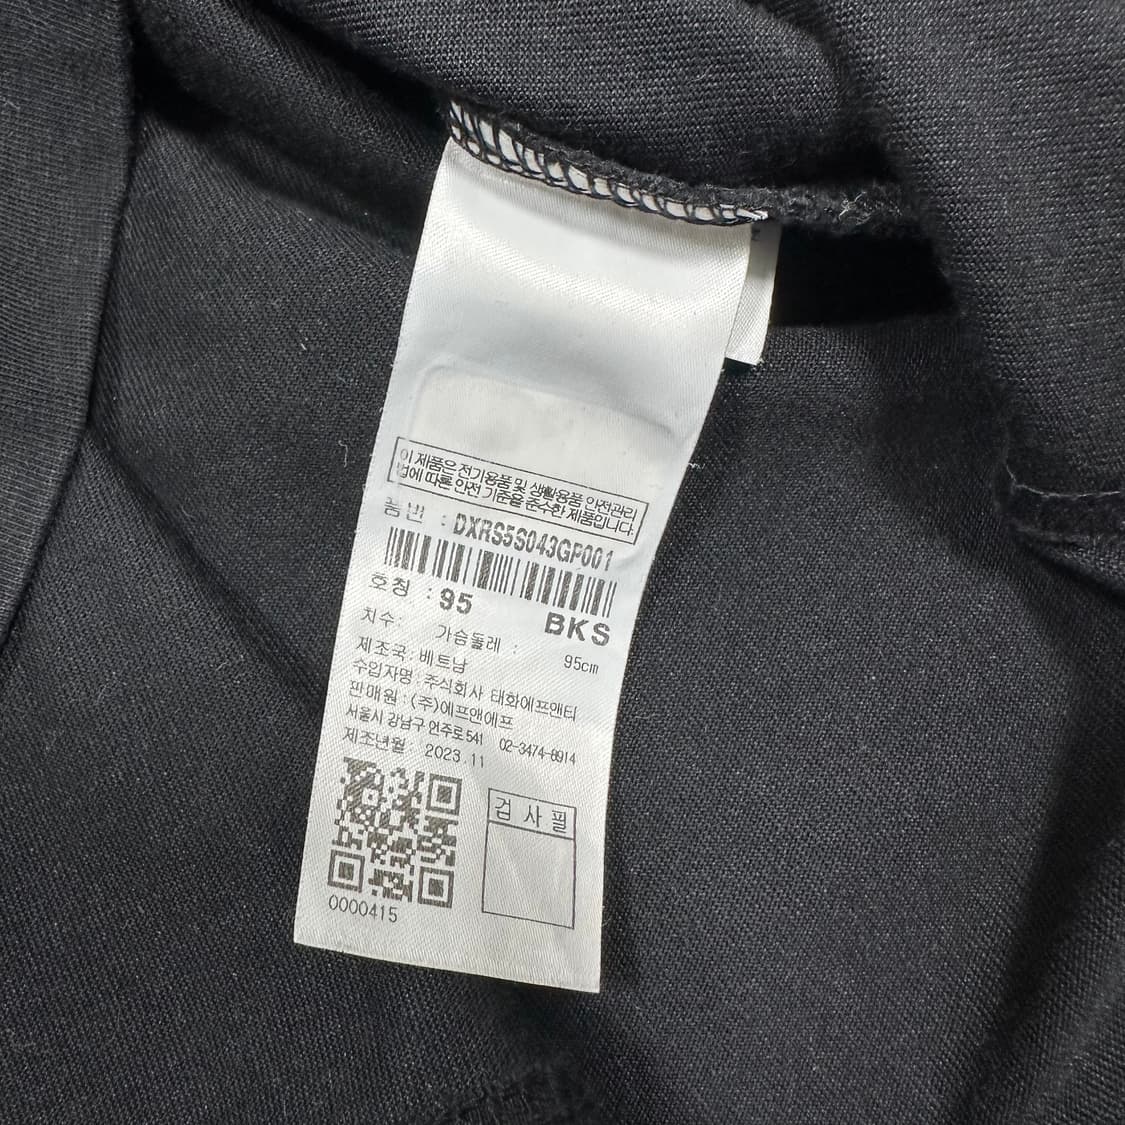 이 제품은 전기용품 및 생활용품 안전관리
법에 따른 안전 기준을 준수한 제품입니다.
품번 : DXRS5S043GP001
호칭 : 95 BKS
치수: 가슴둘레 : 95cm
제조국. 베트남
수입자명 : 주식회사 태화에프앤티
판매원 : (주)에프앤에프
서울시 강남구 언주로 541 02-3474-8914
제조년월: 2023.11
검 사 필
0000415